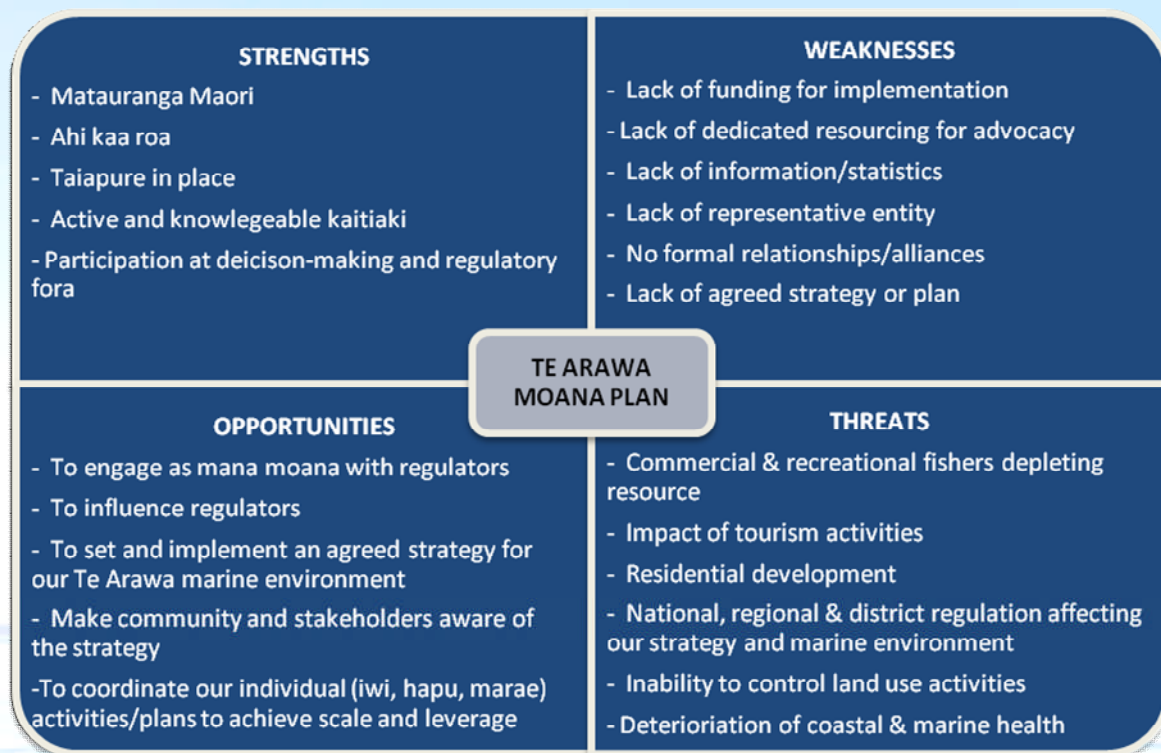 STRENGTHS
- Matauranga Maori
- Ahi kaa roa
- Taiapure in place
- Active and knowlegeable kaitiaki
- Participation at deicison-making and regulatory
fora
WEAKNESSES
- Lack of funding for implementation
- Lack of dedicated resourcing for advocacy
- Lack of information/statistics
- Lack of representative entity
- No formal relationships/alliances
- Lack of agreed strategy or plan
TE ARAWA
MOANA PLAN
OPPORTUNITIES
- To engage as mana moana with regulators
- To influence regulators
- To set and implement an agreed strategy for
our Te Arawa marine environment
- Make community and stakeholders aware of
the strategy
-To coordinate our individual (iwi, hapu, marae)
activities/plans to achieve scale and leverage
THREATS
- Commercial & recreational fishers depleting
resource
- Impact of tourism activities
- Residential development
- National, regional & district regulation affecting
our strategy and marine environment
- Inability to control land use activities
- Deterioriation of coastal & marine health